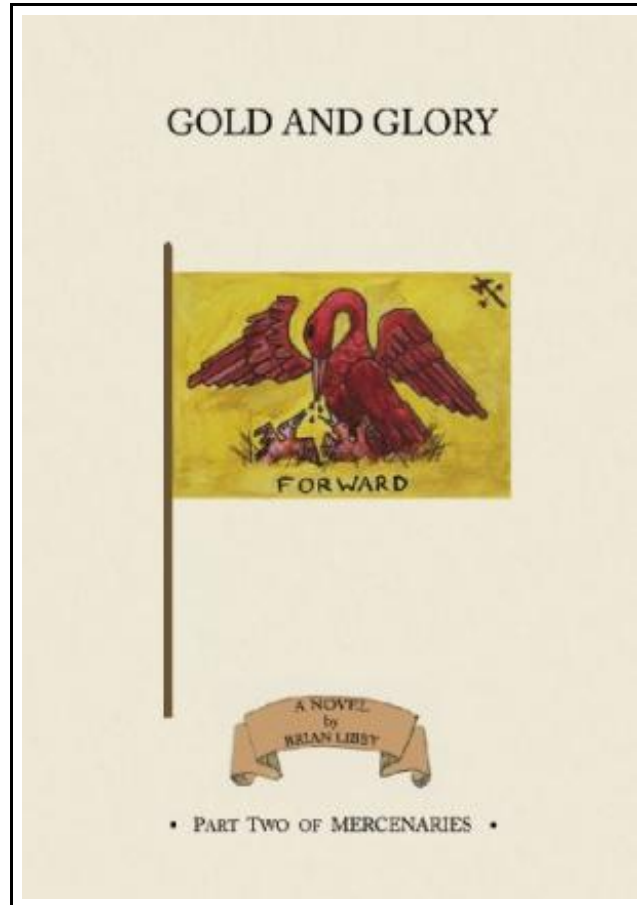 GOLD AND GLORY
FORWARD
A NOVEL
by
BRIAN LIBBY
• PART TWO OF MERCENARIES •